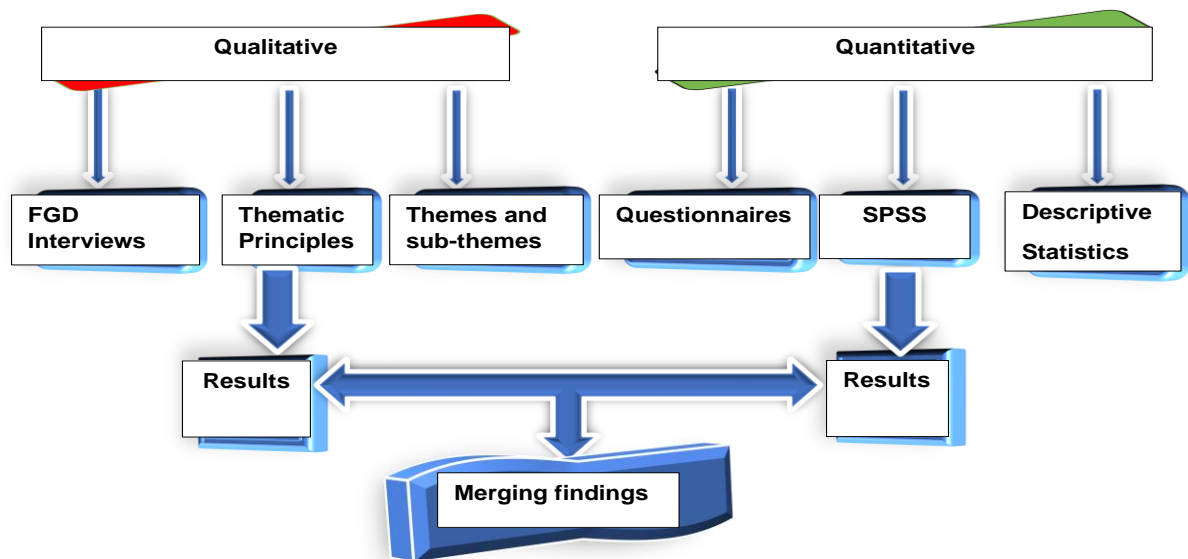 Qualitative
Quantitative
FGD
Interviews
Thematic
Principles
Themes and
sub-themes
Questionnaires
SPSS
Descriptive
Statistics
Results
Results
Merging findings